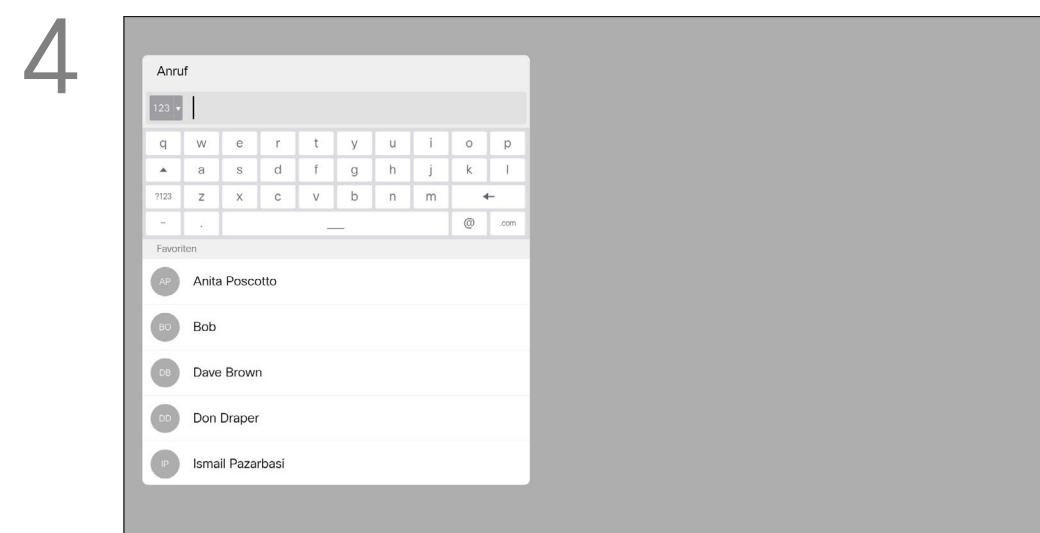 4
Anruf
123
q w e r t y u i o p
a s d f g h j k l
?123 z x c v b n m
- . @ .com
Favoriten
AP Anita Poscotto
BO Bob
DB Dave Brown
DD Don Draper
IP Ismail Pazarbasi